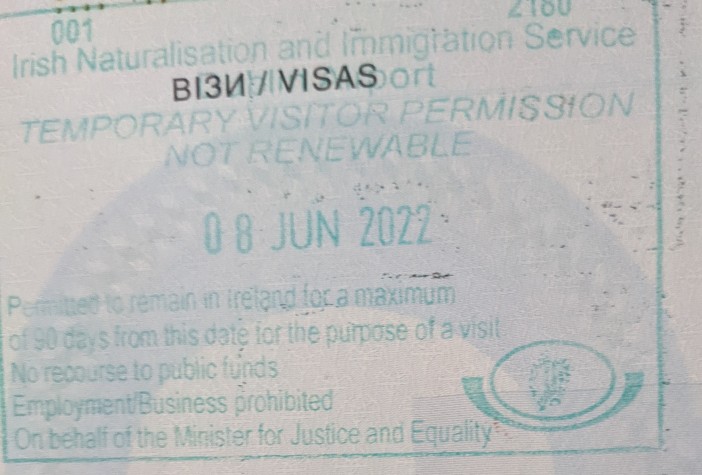 001 2180
Irish Naturalisation and Immigration Service
ВІЗИ / VISAS
TEMPORARY VISITOR PERMISSION
NOT RENEWABLE
08 JUN 2022
Permitted to remain in Ireland for a maximum
of 90 days from this date for the purpose of a visit
No recourse to public funds
Employment/Business prohibited
On behalf of the Minister for Justice and Equality